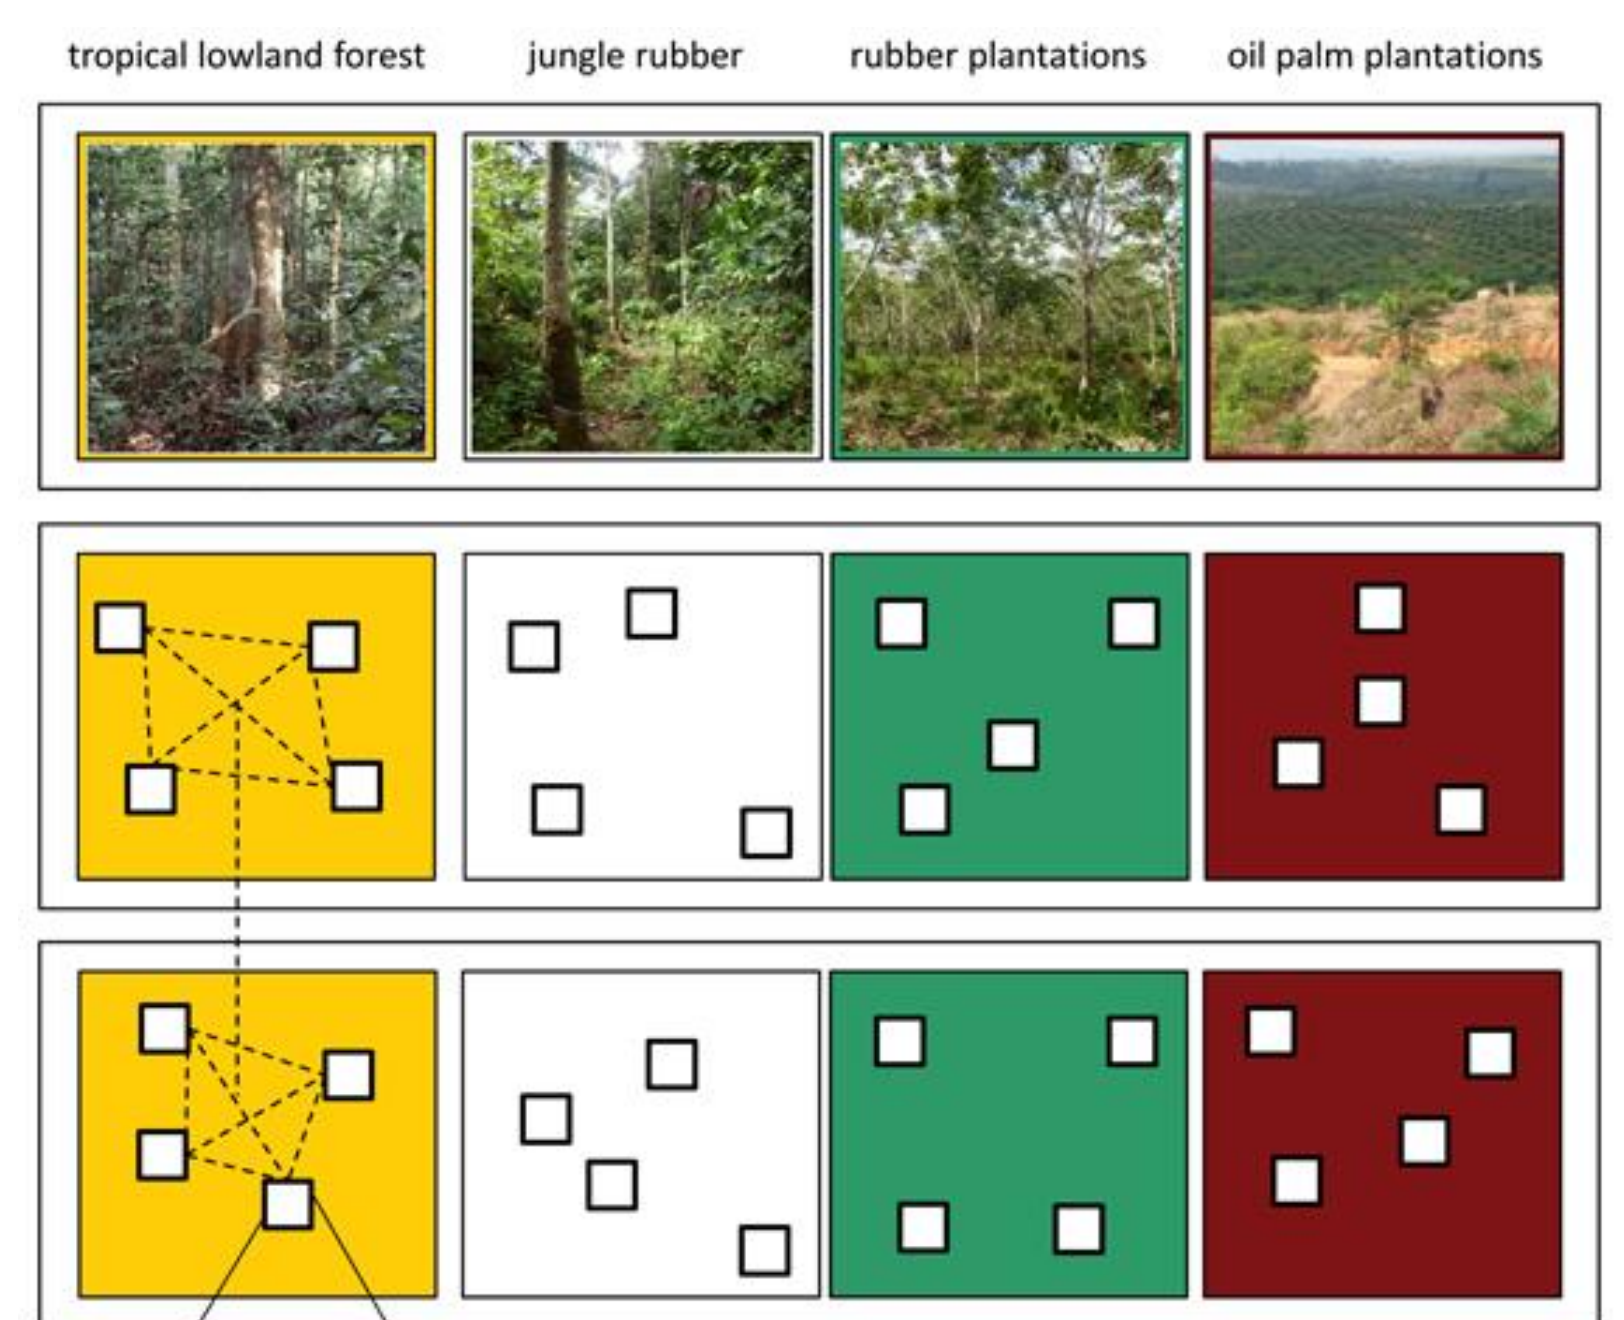 tropical lowland forest
jungle rubber
rubber plantations
oil palm plantations